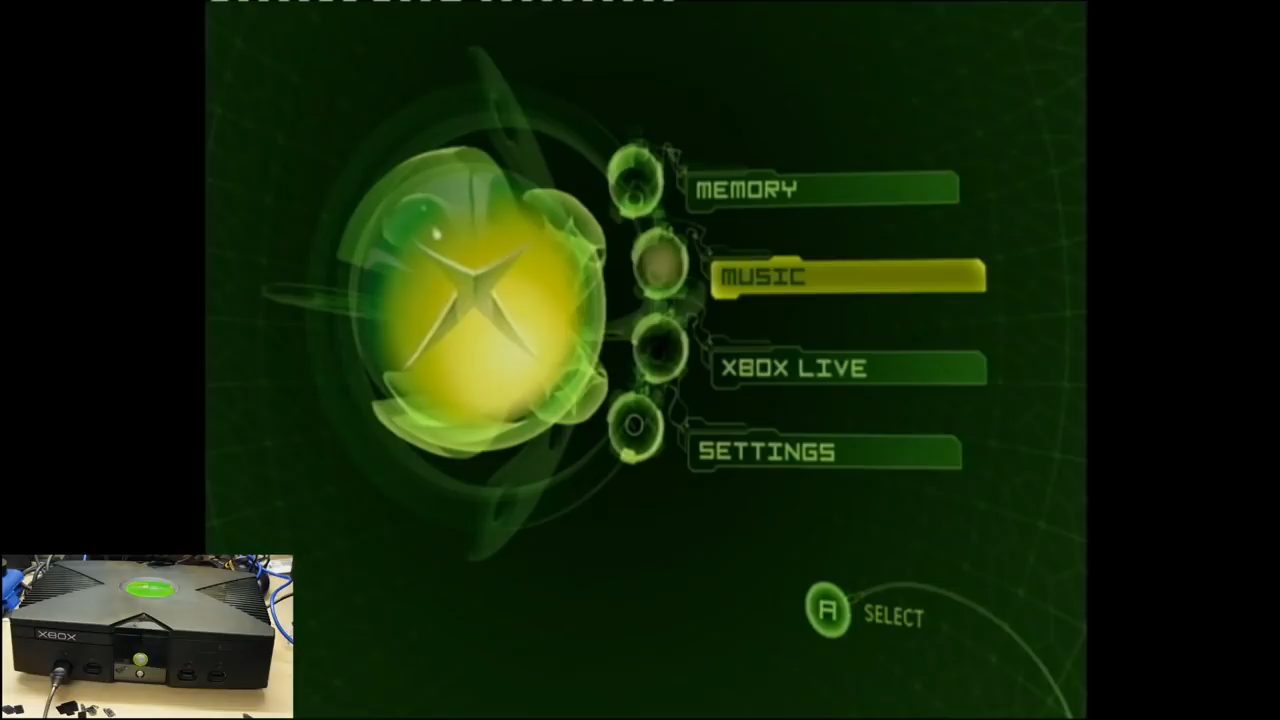 MEMORY
MUSIC
XBOX LIVE
SETTINGS
A SELECT
XBOX